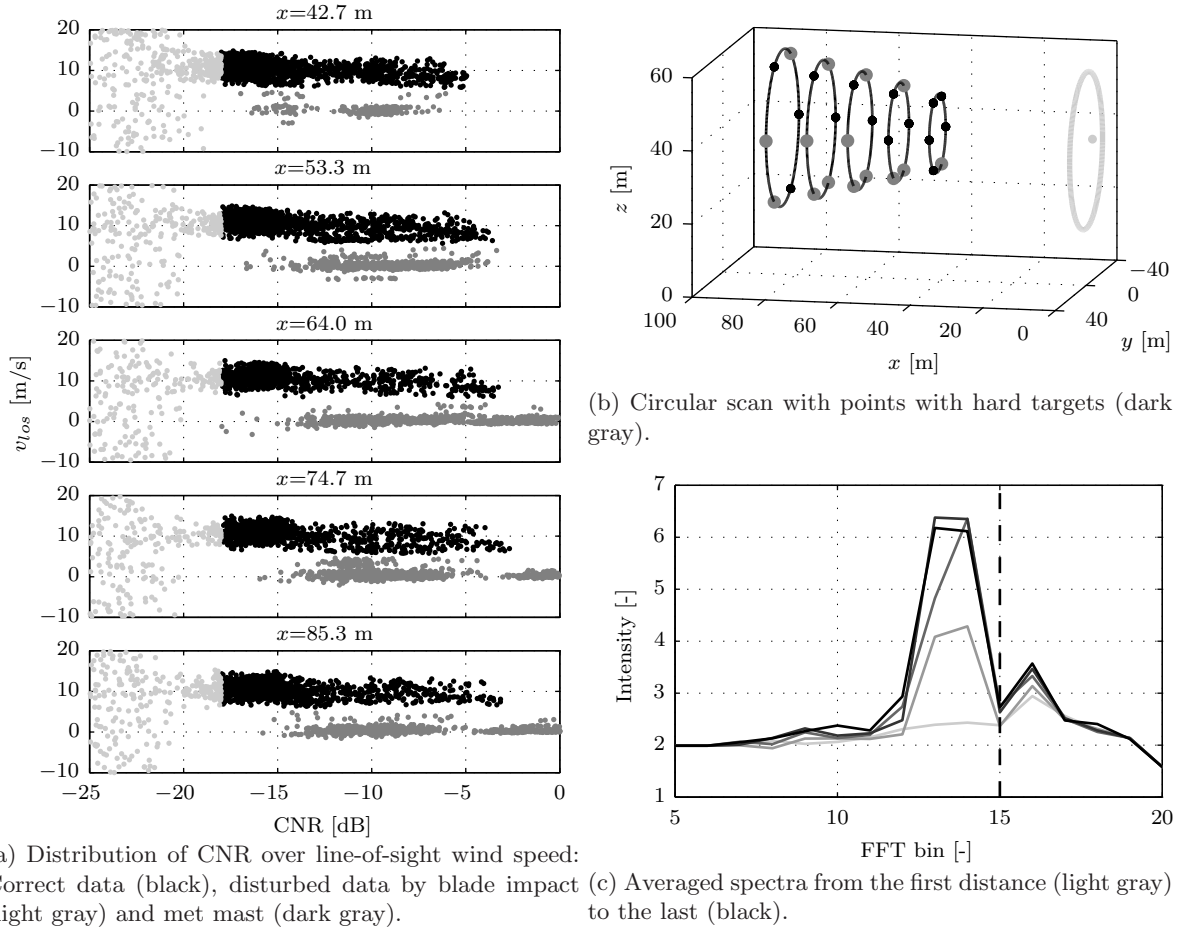 x=42.7 m
20
10
0
−10
x=53.3 m
20
10
0
−10
x=64.0 m
20
10
0
−10
x=74.7 m
20
10
0
−10
x=85.3 m
20
10
0
−10
−25 −20 −15 −10 −5 0
v_los [m/s]
CNR [dB]
a) Distribution of CNR over line-of-sight wind speed:
Correct data (black), disturbed data by blade impact
light gray) and met mast (dark gray).
60
40
20
0
z [m]
100 80 60 40 20 0
x [m]
−40
0
40
y [m]
(b) Circular scan with points with hard targets (dark
gray).
7
6
5
4
3
2
1
Intensity [-]
5 10 15 20
FFT bin [-]
(c) Averaged spectra from the first distance (light gray)
to the last (black).